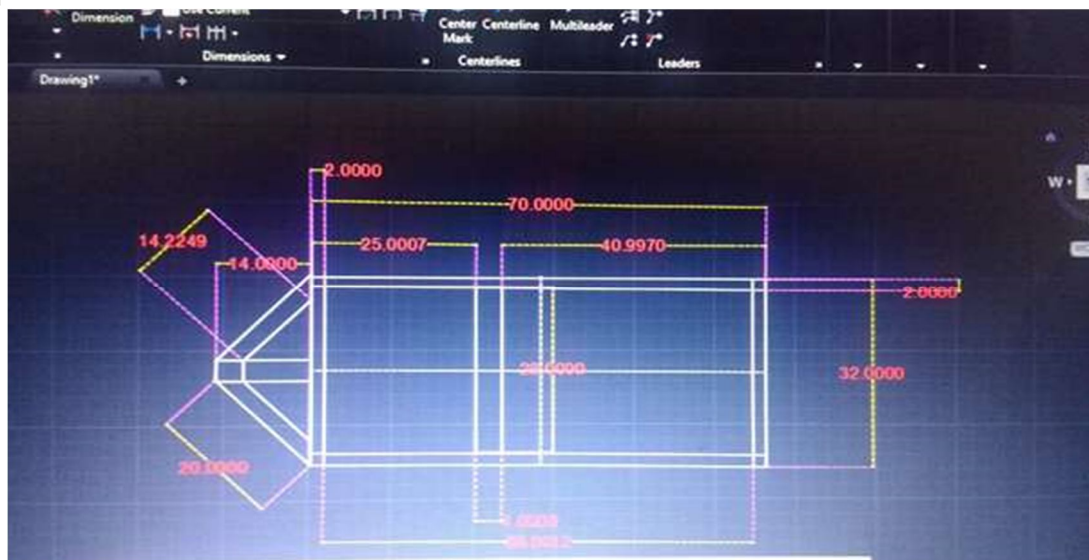 Dimension
Use Current
Center Mark
Centerline
Multileader
Dimensions
Centerlines
Leaders
Drawing1*
+
W
2.0000
70.0000
14.2249
25.0007
40.9970
14.0000
2.0000
32.0000
20.0000